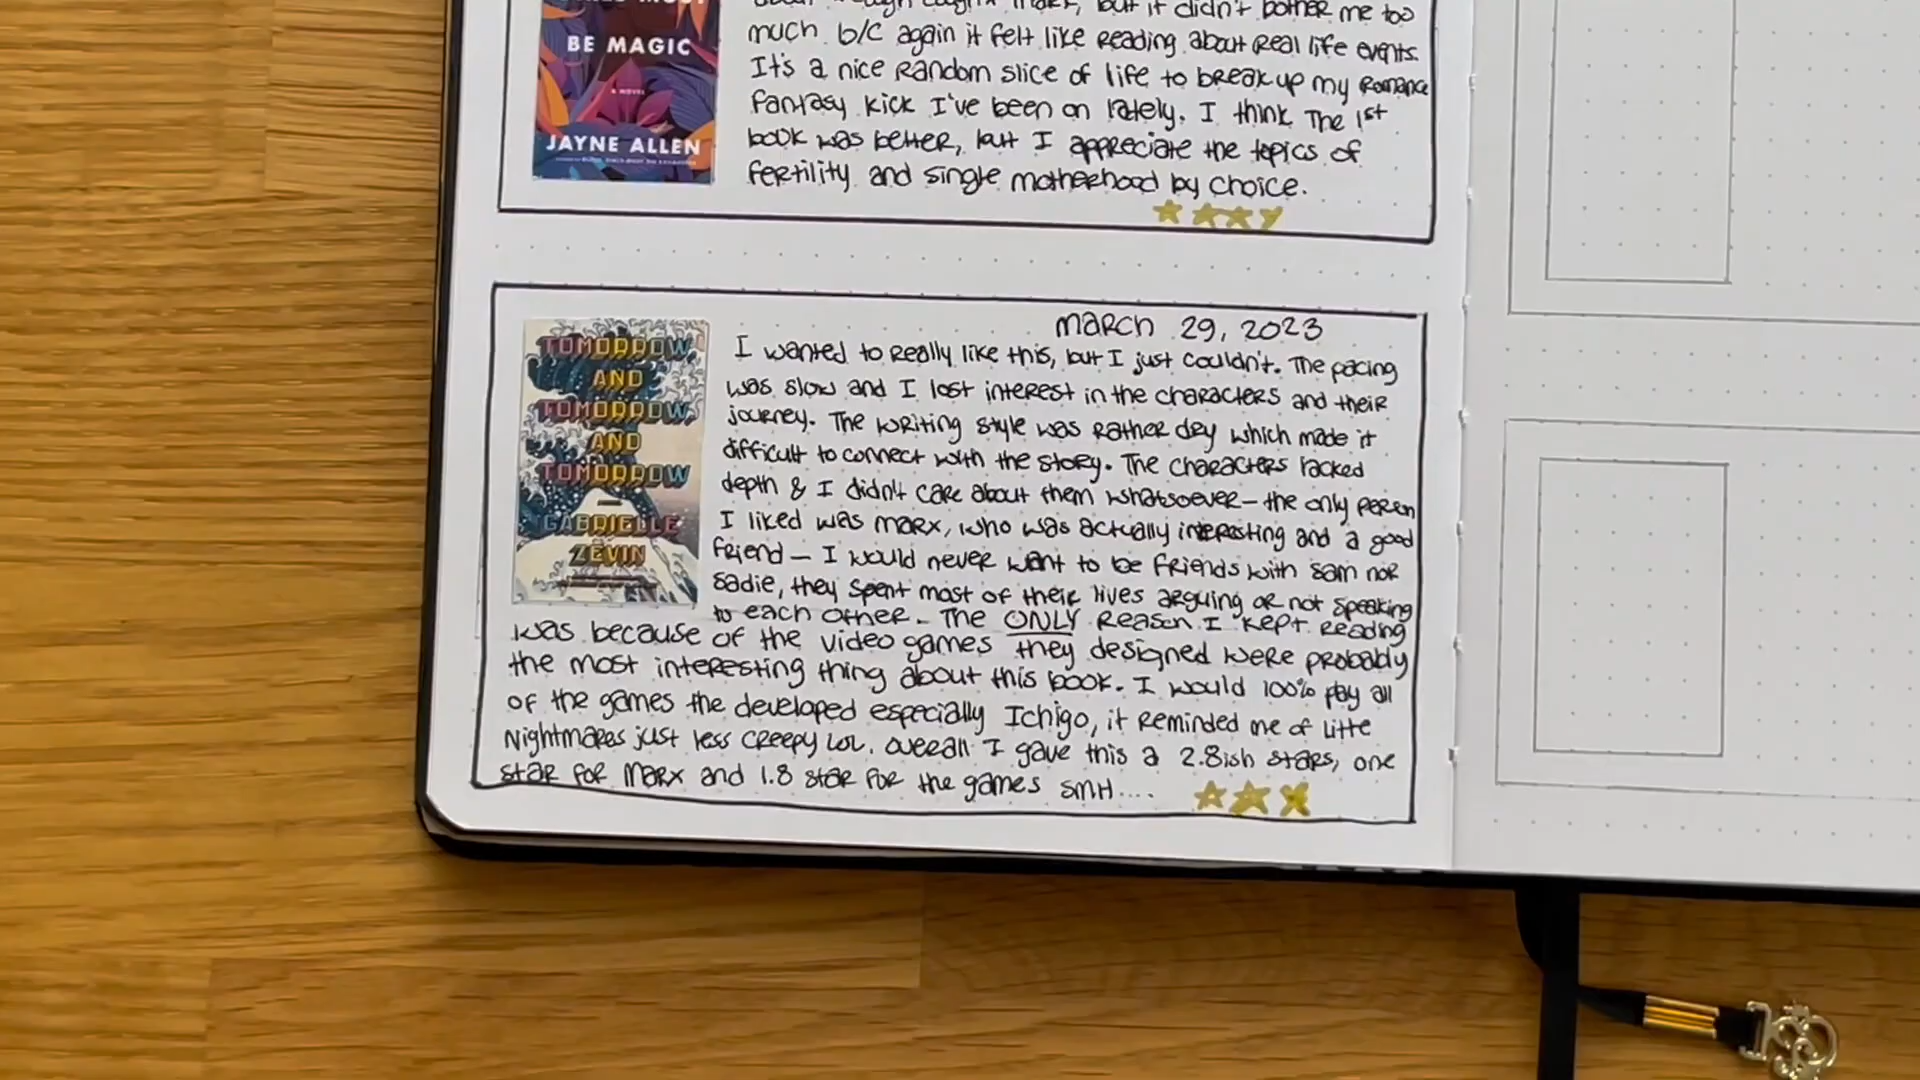 BE MAGIC
A NOVEL
JAYNE ALLEN
but it didn't bother me too
much b/c again it felt like reading about real life events.
It's a nice random slice of life to break up my romance
fantasy kick I've been on lately. I think the 1st
book was better, but I appreciate the topics of
fertility and single motherhood by choice.
TOMORROW
AND
TOMORROW
AND
TOMORROW
GABRIELLE
ZEVIN
march 29, 2023
I wanted to really like this, but I just couldn't. The pacing
was slow and I lost interest in the characters and their
journey. The writing style was rather dry which made it
difficult to connect with the story. The characters lacked
depth & I didn't care about them whatsoever — the only person
I liked was marx, who was actually interesting and a good
friend — I would never want to be friends with sam nor
sadie, they spent most of their lives arguing or not speaking
to each other. The ONLY reason I kept reading
was because of the video games they designed were probably
the most interesting thing about this book. I would 100% play all
of the games the developed especially Ichigo, it reminded me of little
Nightmares just less creepy LOL. Overall I gave this a 2.8ish stars, one
star for Marx and 1.8 star for the games SMH....